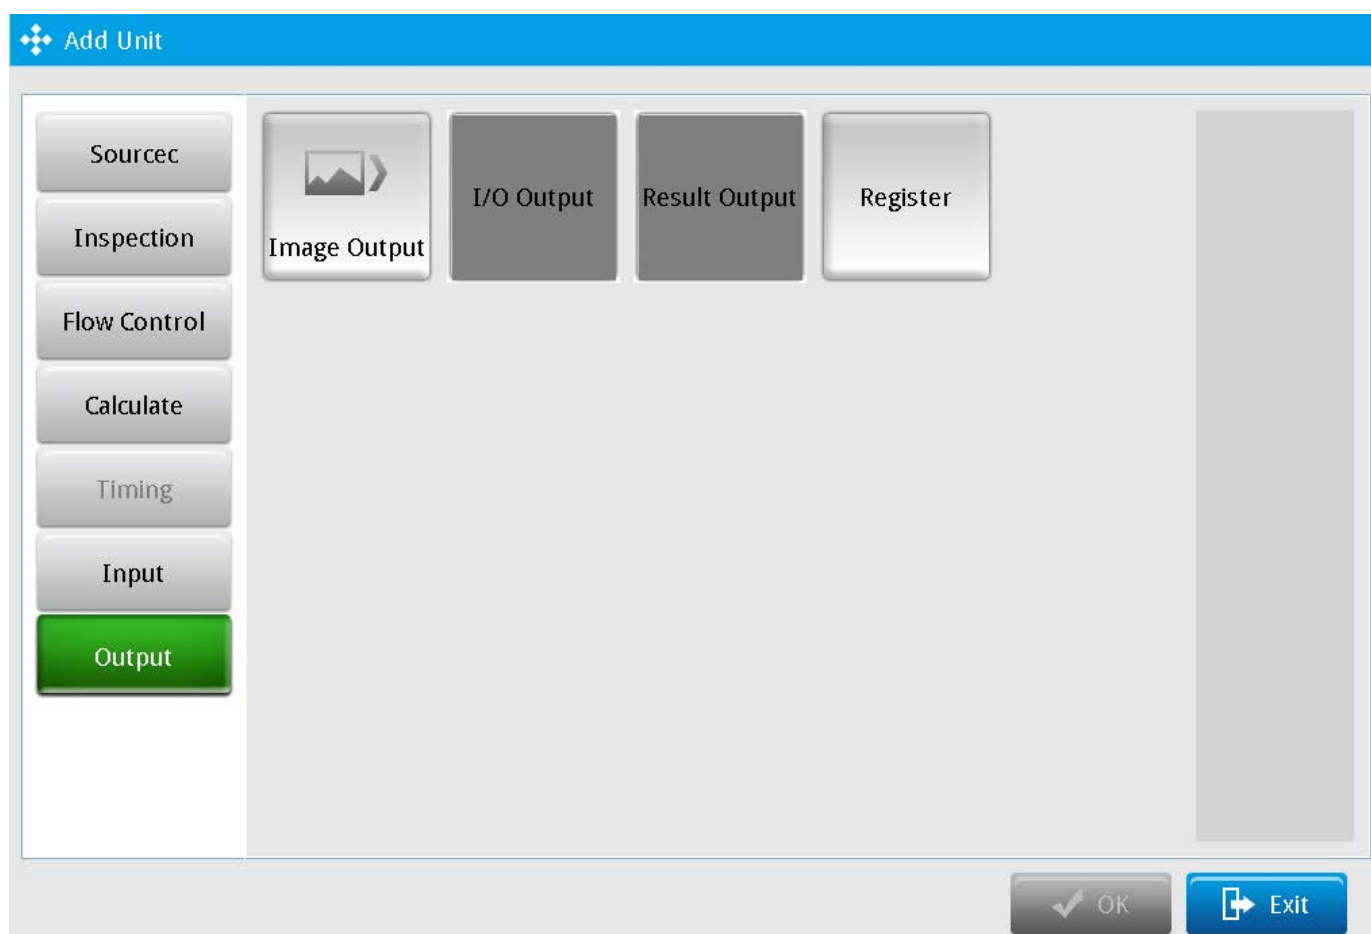 Add Unit
Sourcec
Inspection
Flow Control
Calculate
Timing
Input
Output
Image Output
I/O Output
Result Output
Register
OK
Exit